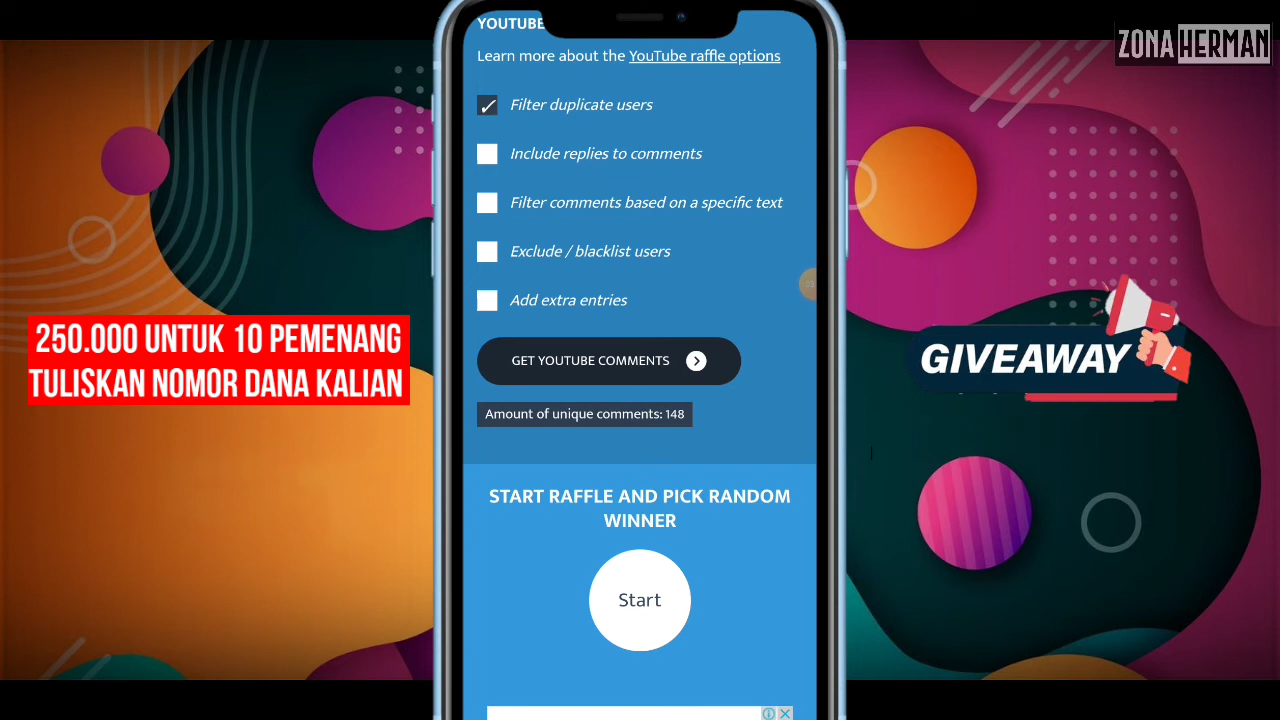 ZONAHERMAN
YOUTUBE
Learn more about the YouTube raffle options
Filter duplicate users
Include replies to comments
Filter comments based on a specific text
Exclude / blacklist users
Add extra entries
GET YOUTUBE COMMENTS
Amount of unique comments: 148
START RAFFLE AND PICK RANDOM
WINNER
Start
250.000 UNTUK 10 PEMENANG
TULISKAN NOMOR DANA KALIAN
GIVEAWAY